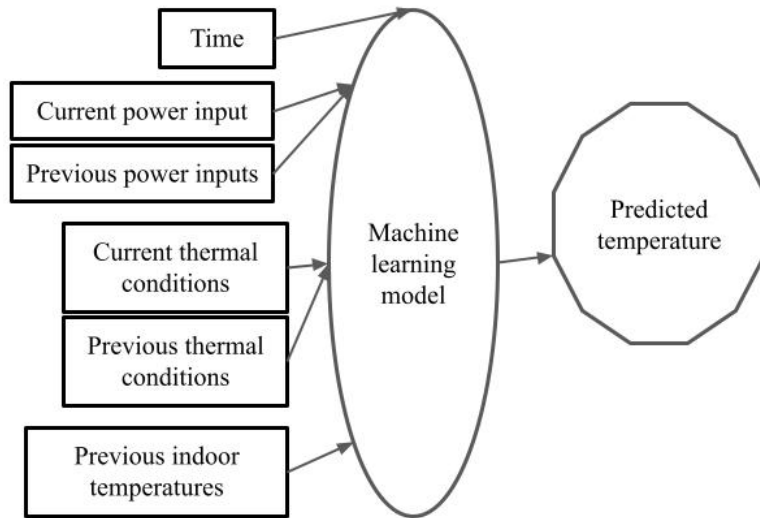 Time
Current power input
Previous power inputs
Current thermal
conditions
Previous thermal
conditions
Previous indoor
temperatures
Machine
learning
model
Predicted
temperature